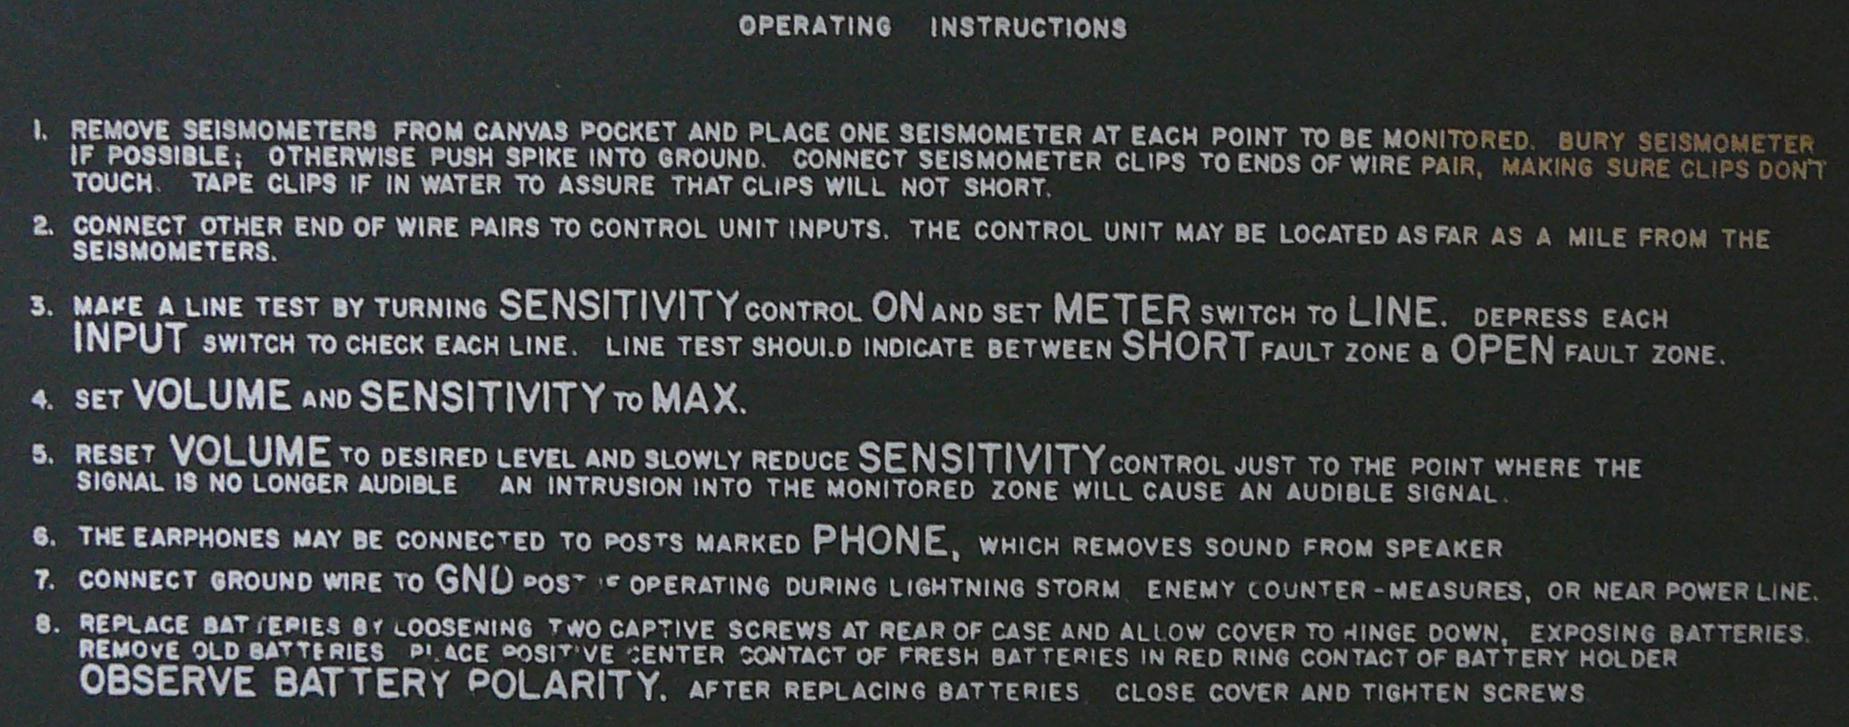 OPERATING INSTRUCTIONS
1. REMOVE SEISMOMETERS FROM CANVAS POCKET AND PLACE ONE SEISMOMETER AT EACH POINT TO BE MONITORED. BURY SEISMOMETER
IF POSSIBLE; OTHERWISE PUSH SPIKE INTO GROUND. CONNECT SEISMOMETER CLIPS TO ENDS OF WIRE PAIR, MAKING SURE CLIPS DON'T
TOUCH. TAPE CLIPS IF IN WATER TO ASSURE THAT CLIPS WILL NOT SHORT.
2. CONNECT OTHER END OF WIRE PAIRS TO CONTROL UNIT INPUTS. THE CONTROL UNIT MAY BE LOCATED AS FAR AS A MILE FROM THE
SEISMOMETERS.
3. MAKE A LINE TEST BY TURNING SENSITIVITY CONTROL ON AND SET METER SWITCH TO LINE. DEPRESS EACH
INPUT SWITCH TO CHECK EACH LINE. LINE TEST SHOULD INDICATE BETWEEN SHORT FAULT ZONE & OPEN FAULT ZONE.
4. SET VOLUME AND SENSITIVITY TO MAX.
5. RESET VOLUME TO DESIRED LEVEL AND SLOWLY REDUCE SENSITIVITY CONTROL JUST TO THE POINT WHERE THE
SIGNAL IS NO LONGER AUDIBLE AN INTRUSION INTO THE MONITORED ZONE WILL CAUSE AN AUDIBLE SIGNAL.
6. THE EARPHONES MAY BE CONNECTED TO POSTS MARKED PHONE, WHICH REMOVES SOUND FROM SPEAKER
7. CONNECT GROUND WIRE TO GND POST IF OPERATING DURING LIGHTNING STORM ENEMY COUNTER-MEASURES, OR NEAR POWER LINE.
8. REPLACE BATTERIES BY LOOSENING TWO CAPTIVE SCREWS AT REAR OF CASE AND ALLOW COVER TO HINGE DOWN, EXPOSING BATTERIES.
REMOVE OLD BATTERIES PLACE POSITIVE CENTER CONTACT OF FRESH BATTERIES IN RED RING CONTACT OF BATTERY HOLDER
OBSERVE BATTERY POLARITY. AFTER REPLACING BATTERIES CLOSE COVER AND TIGHTEN SCREWS